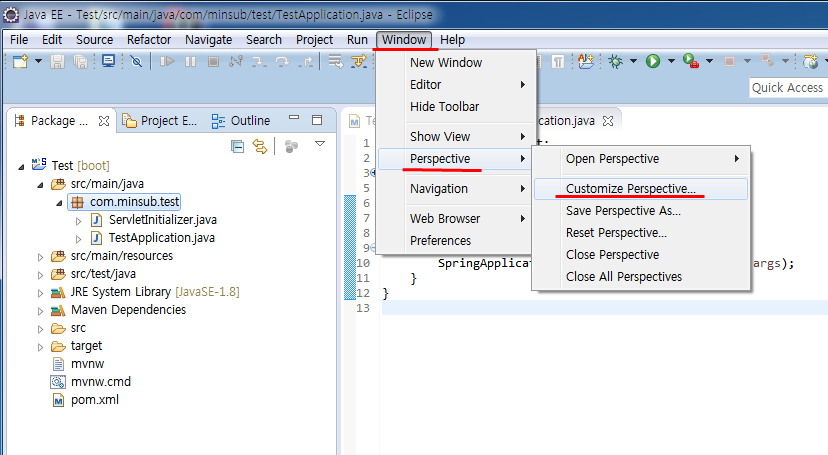 Java EE - Test/src/main/java/com/minsub/test/TestApplication.java - Eclipse
File Edit Source Refactor Navigate Search Project Run Window Help
New Window
Editor
Hide Toolbar
Show View
Perspective
Navigation
Web Browser
Preferences
Open Perspective
Customize Perspective...
Save Perspective As...
Reset Perspective...
Close Perspective
Close All Perspectives
Quick Access
Package ... Project E... Outline
Test [boot]
src/main/java
com.minsub.test
ServletInitializer.java
TestApplication.java
src/main/resources
src/test/java
JRE System Library [JavaSE-1.8]
Maven Dependencies
src
target
mvnw
mvnw.cmd
pom.xml
cation.java
1
2
3
6
7
8
9
10 SpringApplicat args);
11 }
12 }
13